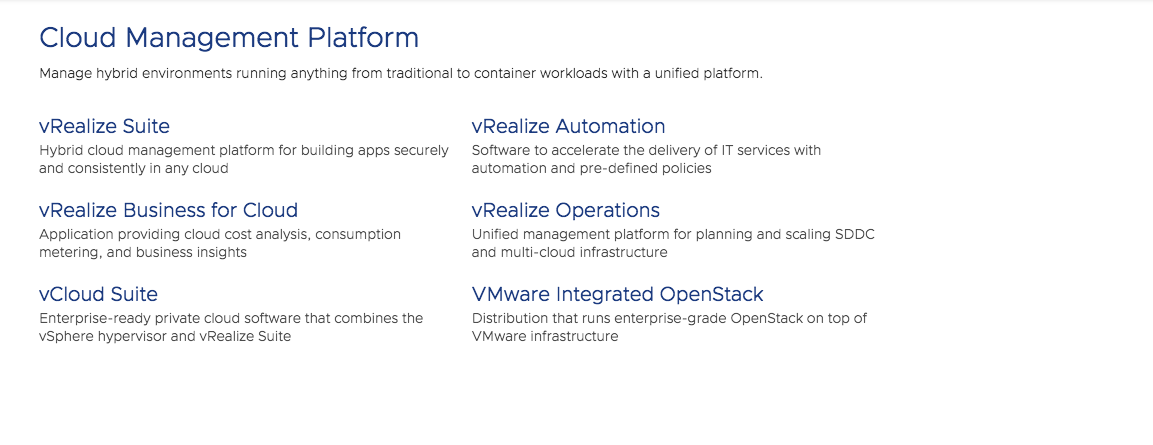 Cloud Management Platform
Manage hybrid environments running anything from traditional to container workloads with a unified platform.
vRealize Suite
Hybrid cloud management platform for building apps securely
and consistently in any cloud
vRealize Automation
Software to accelerate the delivery of IT services with
automation and pre-defined policies
vRealize Business for Cloud
Application providing cloud cost analysis, consumption
metering, and business insights
vRealize Operations
Unified management platform for planning and scaling SDDC
and multi-cloud infrastructure
vCloud Suite
Enterprise-ready private cloud software that combines the
vSphere hypervisor and vRealize Suite
VMware Integrated OpenStack
Distribution that runs enterprise-grade OpenStack on top of
VMware infrastructure